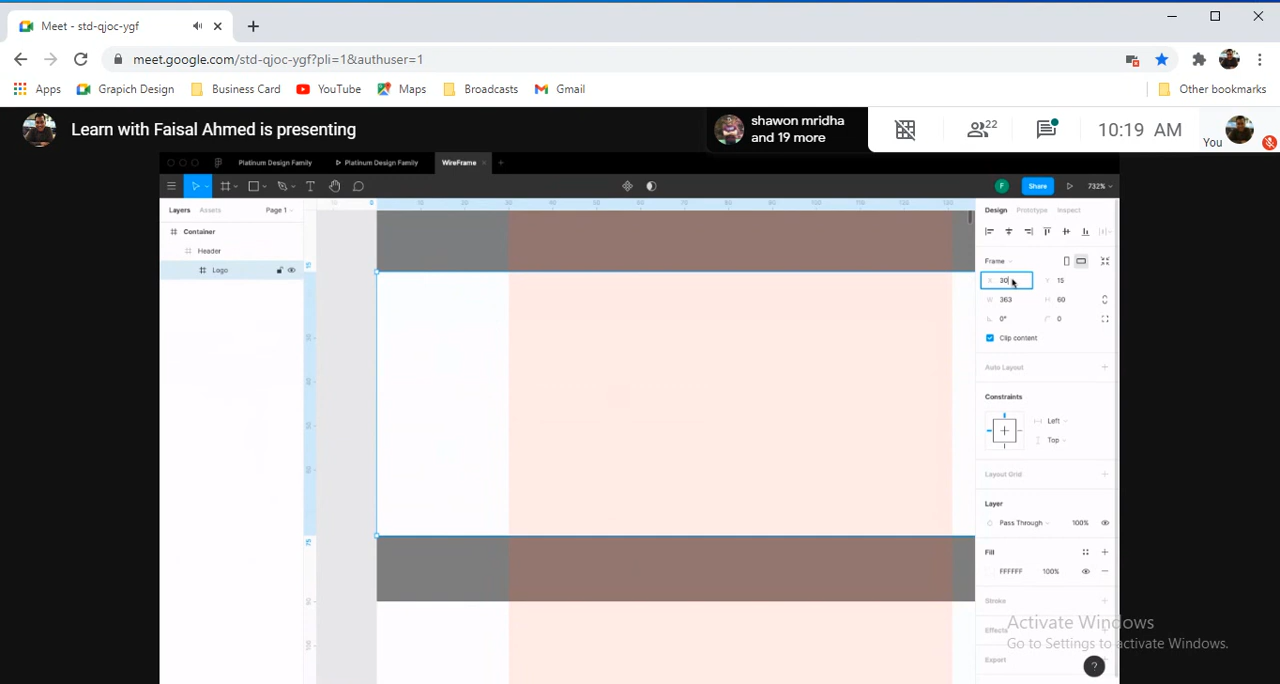 Meet - std-qjoc-ygf
meet.google.com/std-qjoc-ygf?pli=1&authuser=1
Apps Grapich Design Business Card YouTube Maps Broadcasts Gmail Other bookmarks
Learn with Faisal Ahmed is presenting
shawon mridha
and 19 more
22
10:19 AM
You
Platinum Design Family Platinum Design Family WireFrame
F Share 732%
Layers Assets Page 1
Container
Header
Logo
Design Prototype Inspect
Frame
X 30 Y 15
W 363 H 60
0° 0
Clip content
Auto Layout
Constraints
Left
Top
Layout Grid
Layer
Pass Through 100%
Fill
FFFFFF 100%
Stroke
Effects
Export
Activate Windows
Go to Settings to activate Windows.
?